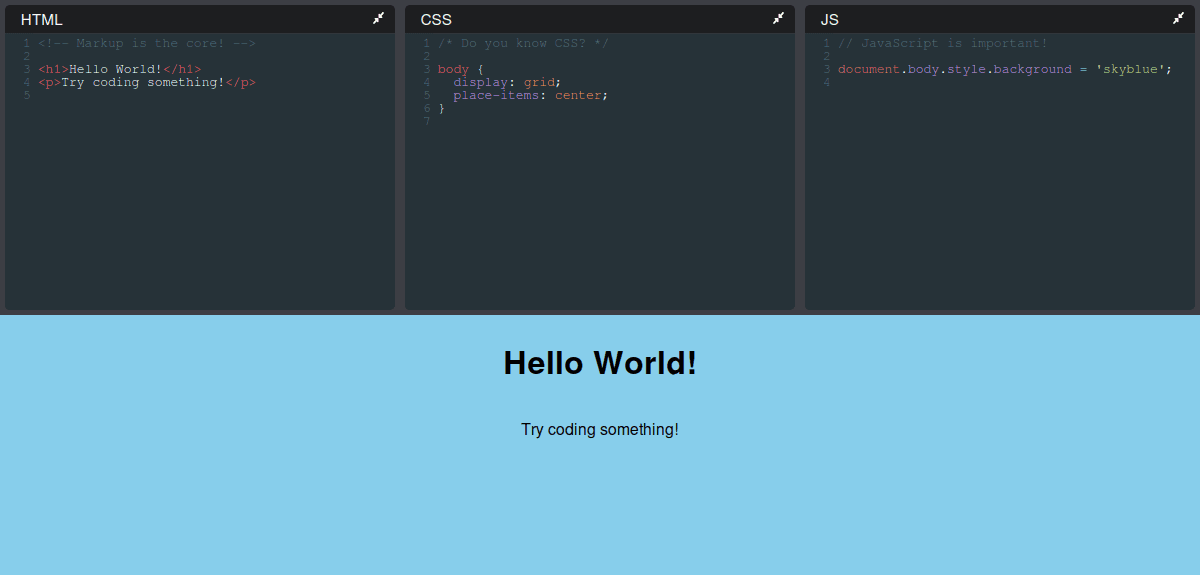 HTML
1 <!-- Markup is the core! -->
2
3 <h1>Hello World!</h1>
4 <p>Try coding something!</p>
5
CSS
1 /* Do you know CSS? */
2
3 body {
4   display: grid;
5   place-items: center;
6 }
7
JS
1 // JavaScript is important!
2
3 document.body.style.background = 'skyblue';
4
Hello World!
Try coding something!